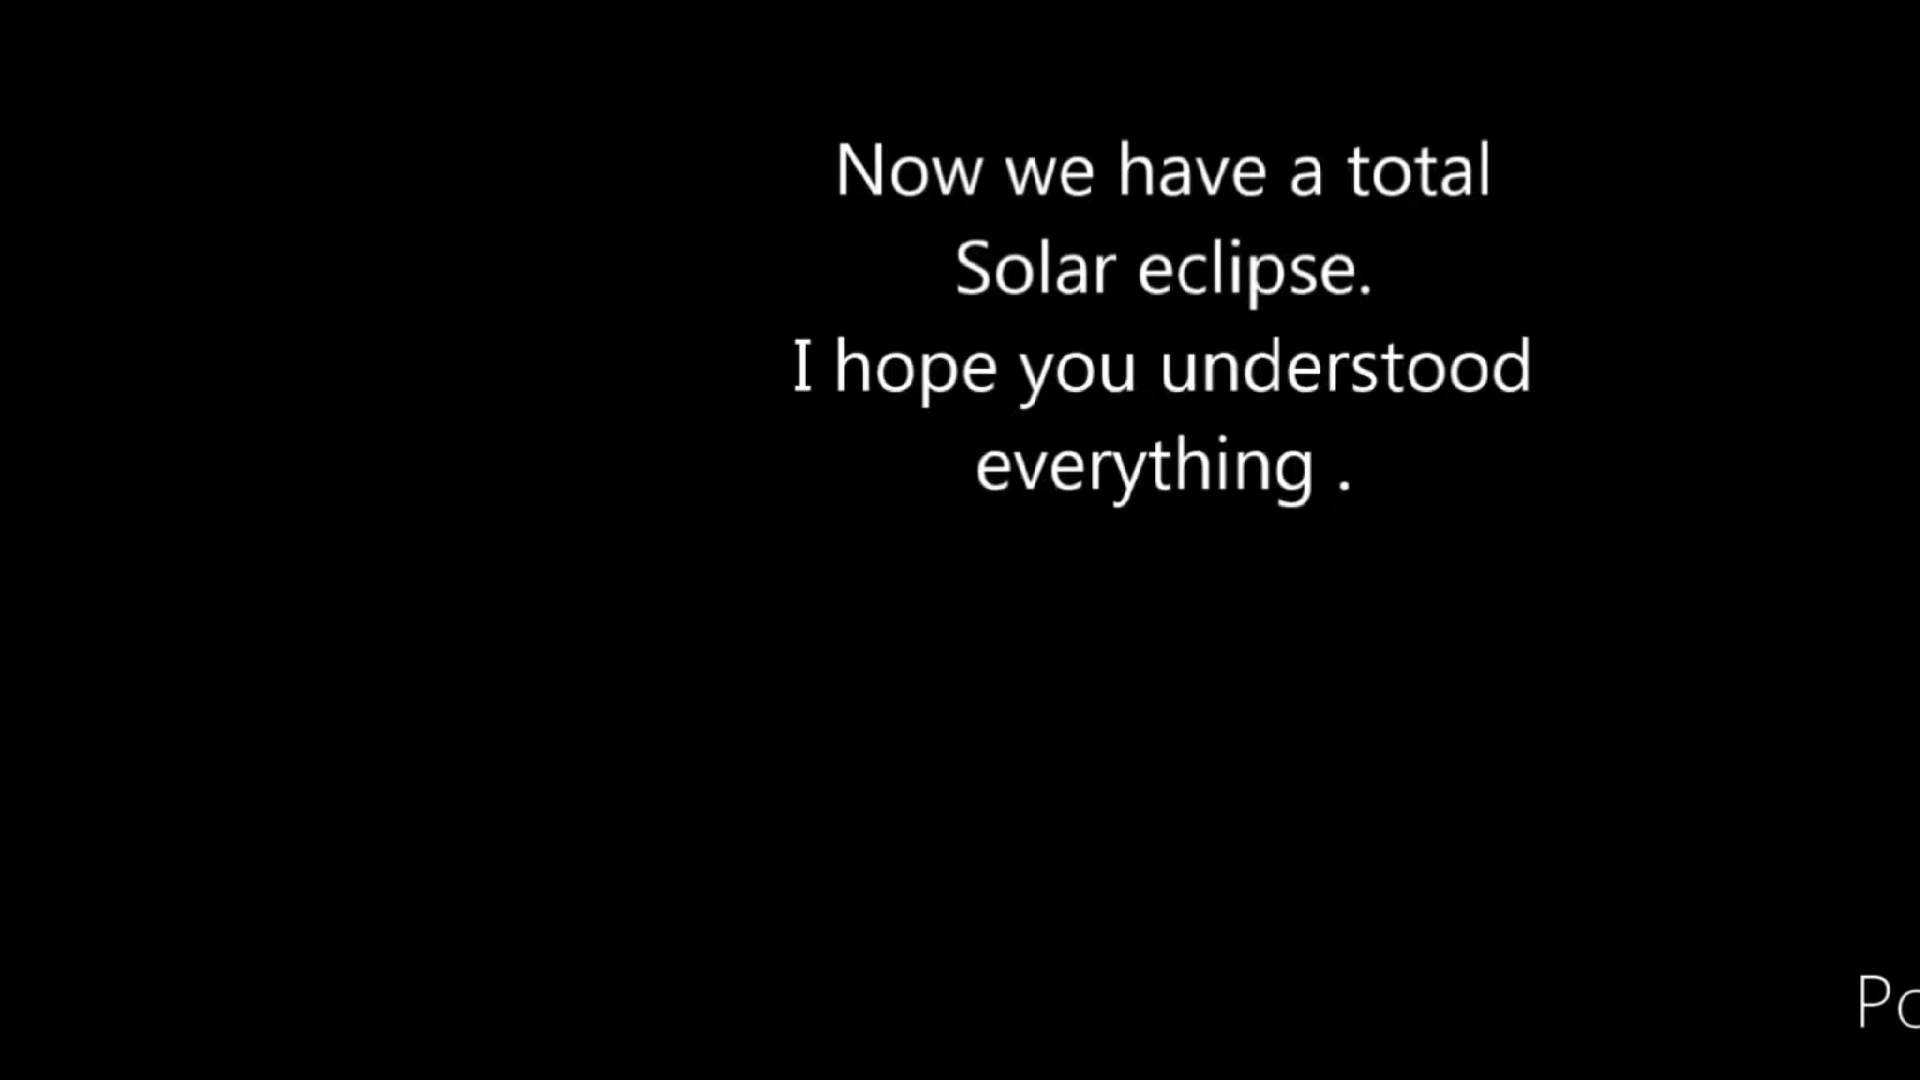 Now we have a total
Solar eclipse.
I hope you understood
everything .